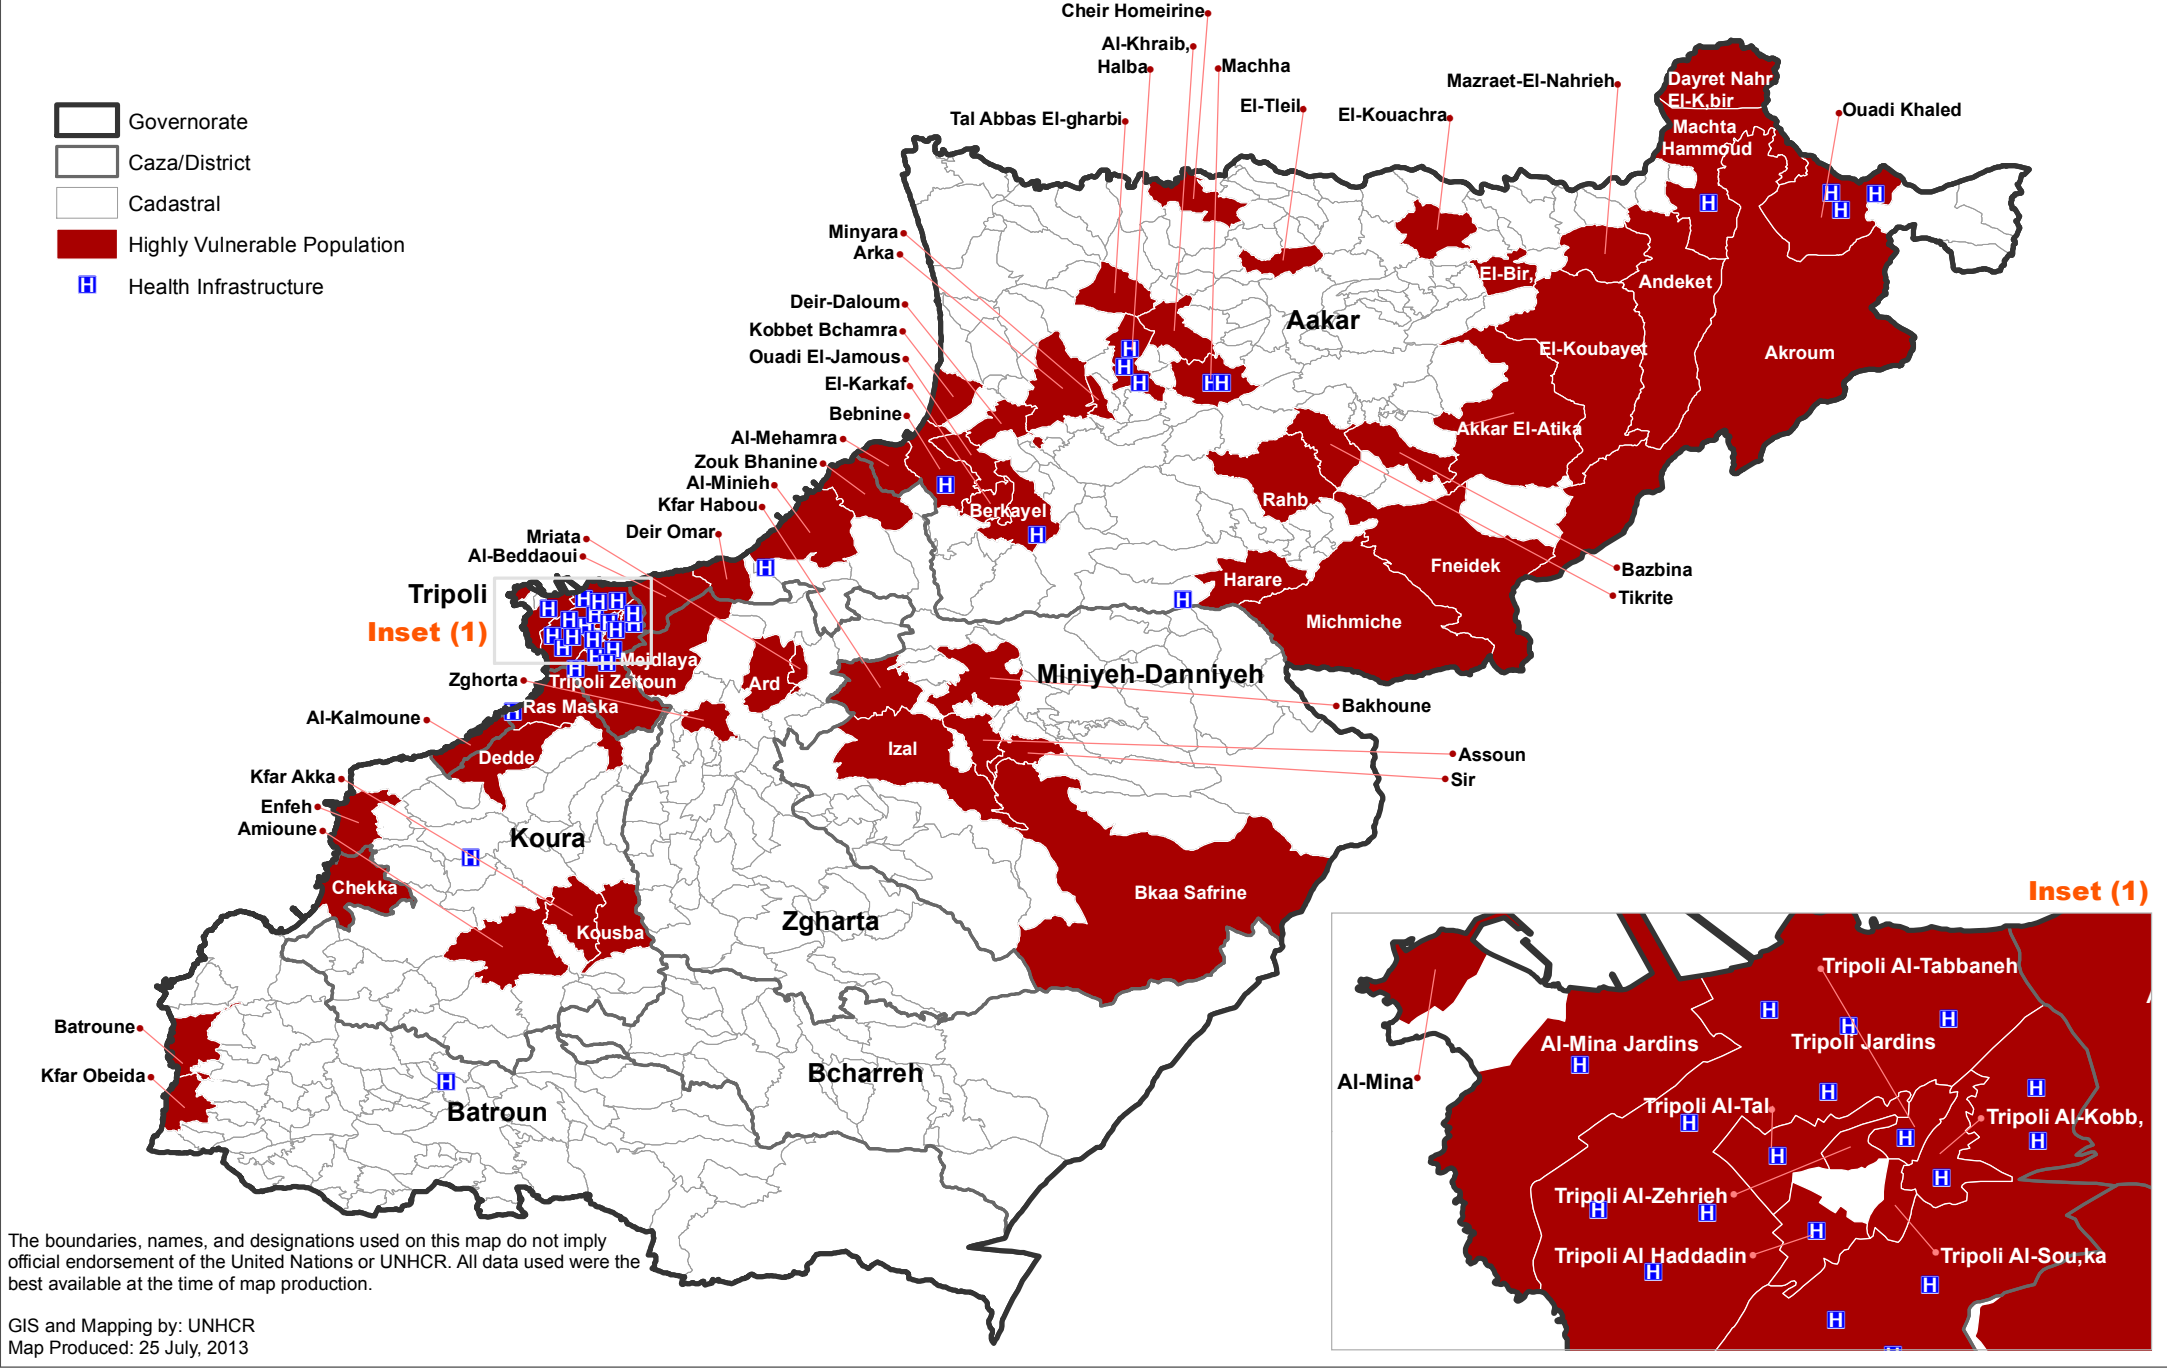 Cheir Homeirine
Al-Khraib,
Halba
Machha
Mazraet-El-Nahrieh
Tal Abbas El-gharbi
El-Tleil
El-Kouachra
Dayret Nahr
El-K,bir
Ouadi Khaled
Machta
Hammoud
Governorate
Caza/District
Cadastral
Highly Vulnerable Population
H Health Infrastructure
Minyara
Arka
Deir-Daloum
Kobbet Bchamra
Ouadi El-Jamous
El-Karkaf
Bebnine
Al-Mehamra
Zouk Bhanine
Al-Minieh
Kfar Habou
Deir Omar
Mriata
Al-Beddaoui
Tripoli
Inset (1)
El-Bir,
Andeket
Aakar
El-Koubayet
Akroum
Akkar El-Atika
Rahb
Berkayel
Fneidek
Harare
Michmiche
Bazbina
Tikrite
Mejdlaya
Tripoli Zeitoun
Zghorta
Ras Maska
Ard
Miniyeh-Danniyeh
Bakhoune
Al-Kalmoune
Dedde
Izal
Assoun
Sir
Kfar Akka
Enfeh
Amioune
Koura
Chekka
Kousba
Zgharta
Bkaa Safrine
Batroune
Kfar Obeida
Bcharreh
Batroun
Inset (1)
Tripoli Al-Tabbaneh
Al-Mina Jardins
Tripoli Jardins
Al-Mina
Tripoli Al-Tal
Tripoli Al-Kobb,
Tripoli Al-Zehrieh
Tripoli Al Haddadin
Tripoli Al-Sou,ka
The boundaries, names, and designations used on this map do not imply
official endorsement of the United Nations or UNHCR. All data used were the
best available at the time of map production.
GIS and Mapping by: UNHCR
Map Produced: 25 July, 2013